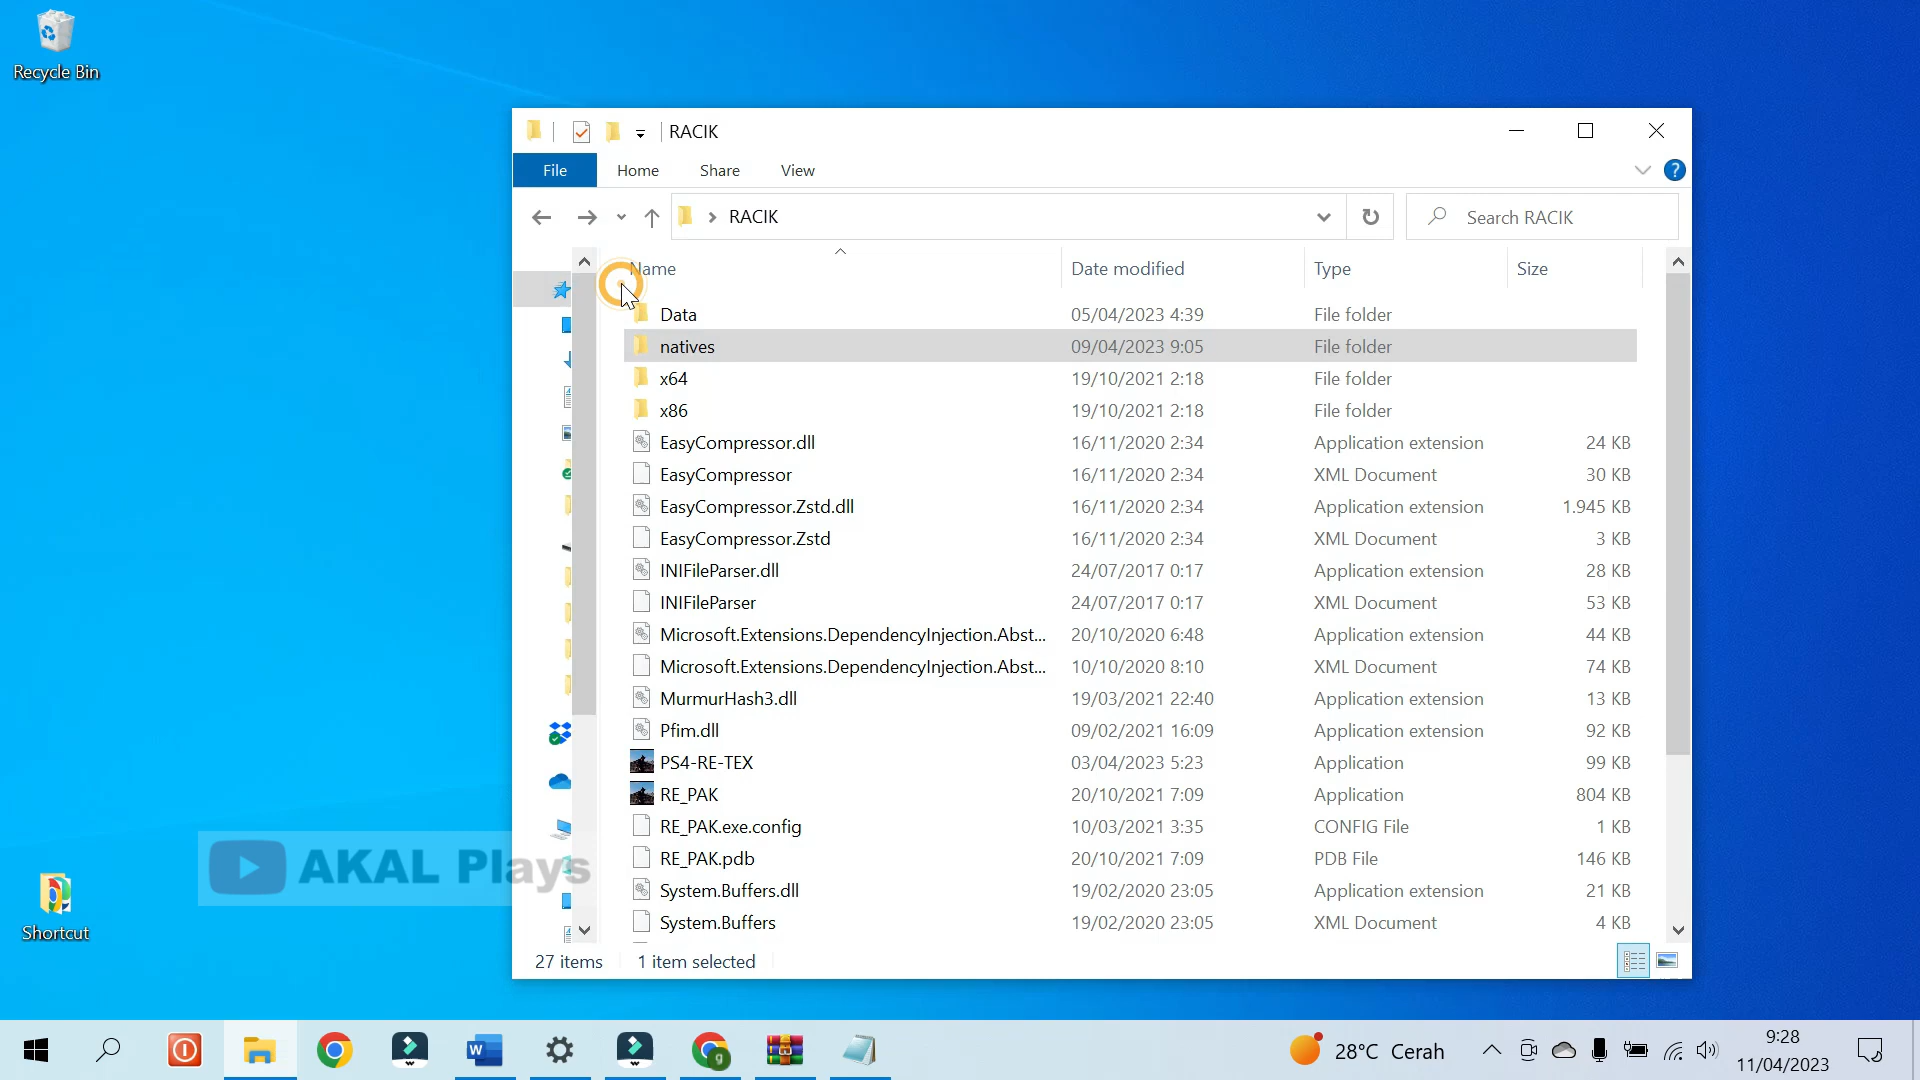 Recycle Bin
RACIK
File Home Share View
RACIK
Search RACIK
Name Date modified Type Size
Data 05/04/2023 4:39 File folder
natives 09/04/2023 9:05 File folder
x64 19/10/2021 2:18 File folder
x86 19/10/2021 2:18 File folder
EasyCompressor.dll 16/11/2020 2:34 Application extension 24 KB
EasyCompressor 16/11/2020 2:34 XML Document 30 KB
EasyCompressor.Zstd.dll 16/11/2020 2:34 Application extension 1.945 KB
EasyCompressor.Zstd 16/11/2020 2:34 XML Document 3 KB
INIFileParser.dll 24/07/2017 0:17 Application extension 28 KB
INIFileParser 24/07/2017 0:17 XML Document 53 KB
Microsoft.Extensions.DependencyInjection.Abst... 20/10/2020 6:48 Application extension 44 KB
Microsoft.Extensions.DependencyInjection.Abst... 10/10/2020 8:10 XML Document 74 KB
MurmurHash3.dll 19/03/2021 22:40 Application extension 13 KB
Pfim.dll 09/02/2021 16:09 Application extension 92 KB
PS4-RE-TEX 03/04/2023 5:23 Application 99 KB
RE_PAK 20/10/2021 7:09 Application 804 KB
RE_PAK.exe.config 10/03/2021 3:35 CONFIG File 1 KB
RE_PAK.pdb 20/10/2021 7:09 PDB File 146 KB
System.Buffers.dll 19/02/2020 23:05 Application extension 21 KB
System.Buffers 19/02/2020 23:05 XML Document 4 KB
AKAL Plays
Shortcut
27 items 1 item selected
28°C Cerah
9:28
11/04/2023